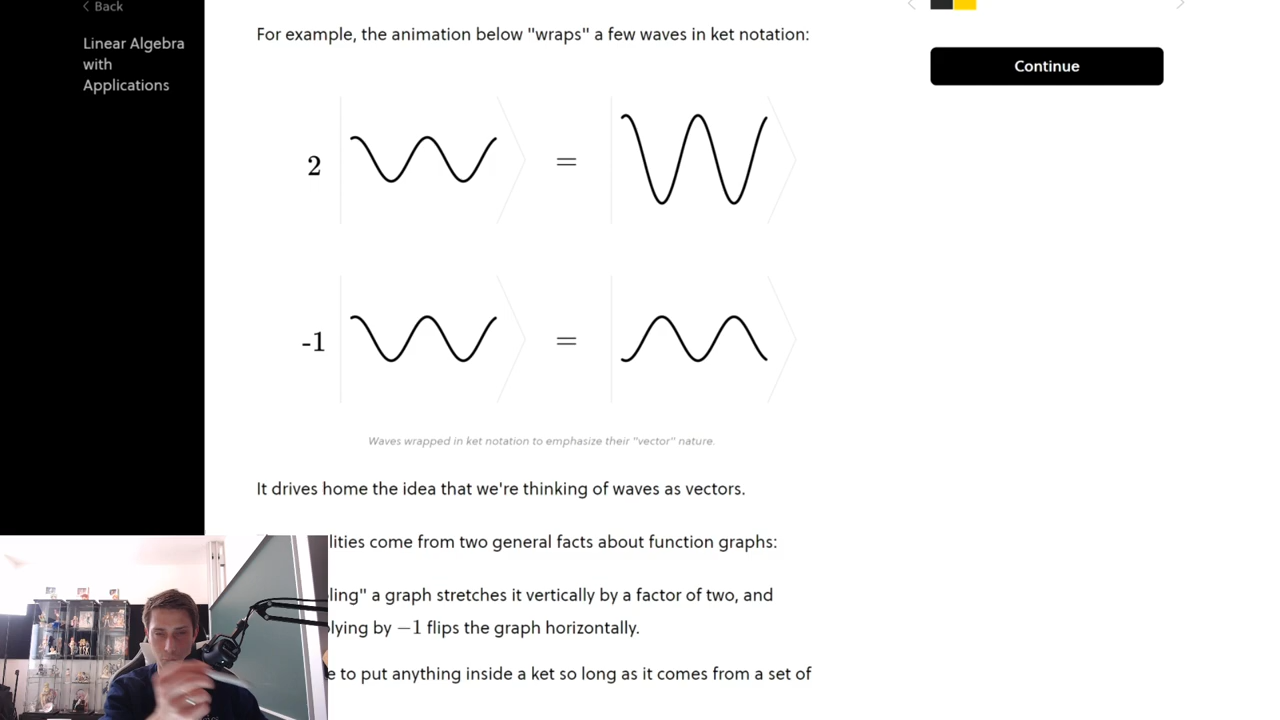 Back
Linear Algebra
with
Applications
For example, the animation below "wraps" a few waves in ket notation:
Continue
2 =
-1 =
Waves wrapped in ket notation to emphasize their "vector" nature.
It drives home the idea that we're thinking of waves as vectors.
lities come from two general facts about function graphs:
ling" a graph stretches it vertically by a factor of two, and
lying by −1 flips the graph horizontally.
e to put anything inside a ket so long as it comes from a set of